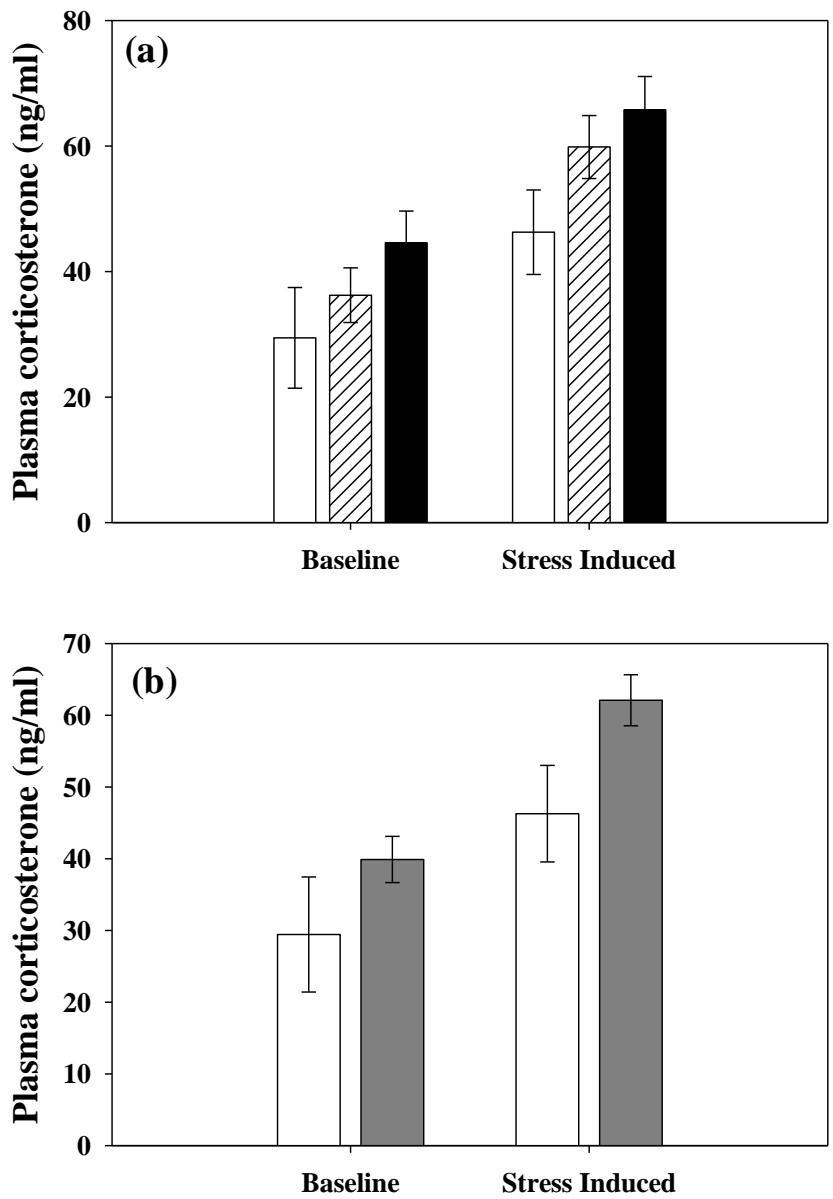 (a)
Plasma corticosterone (ng/ml)
80
60
40
20
0
Baseline Stress Induced
(b)
Plasma corticosterone (ng/ml)
70
60
50
40
30
20
10
0
Baseline Stress Induced